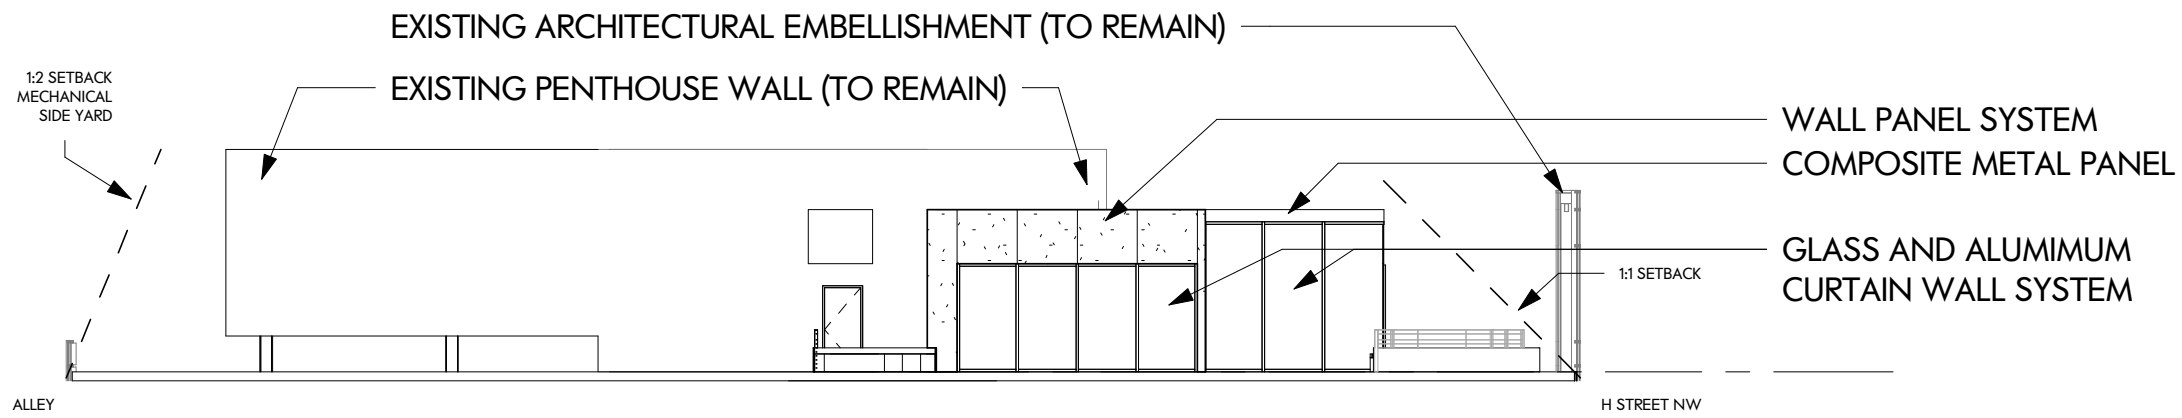 EXISTING ARCHITECTURAL EMBELLISHMENT (TO REMAIN)
1:2 SETBACK
MECHANICAL
SIDE YARD
EXISTING PENTHOUSE WALL (TO REMAIN)
WALL PANEL SYSTEM
COMPOSITE METAL PANEL
GLASS AND ALUMIMUM
CURTAIN WALL SYSTEM
1:1 SETBACK
ALLEY
H STREET NW